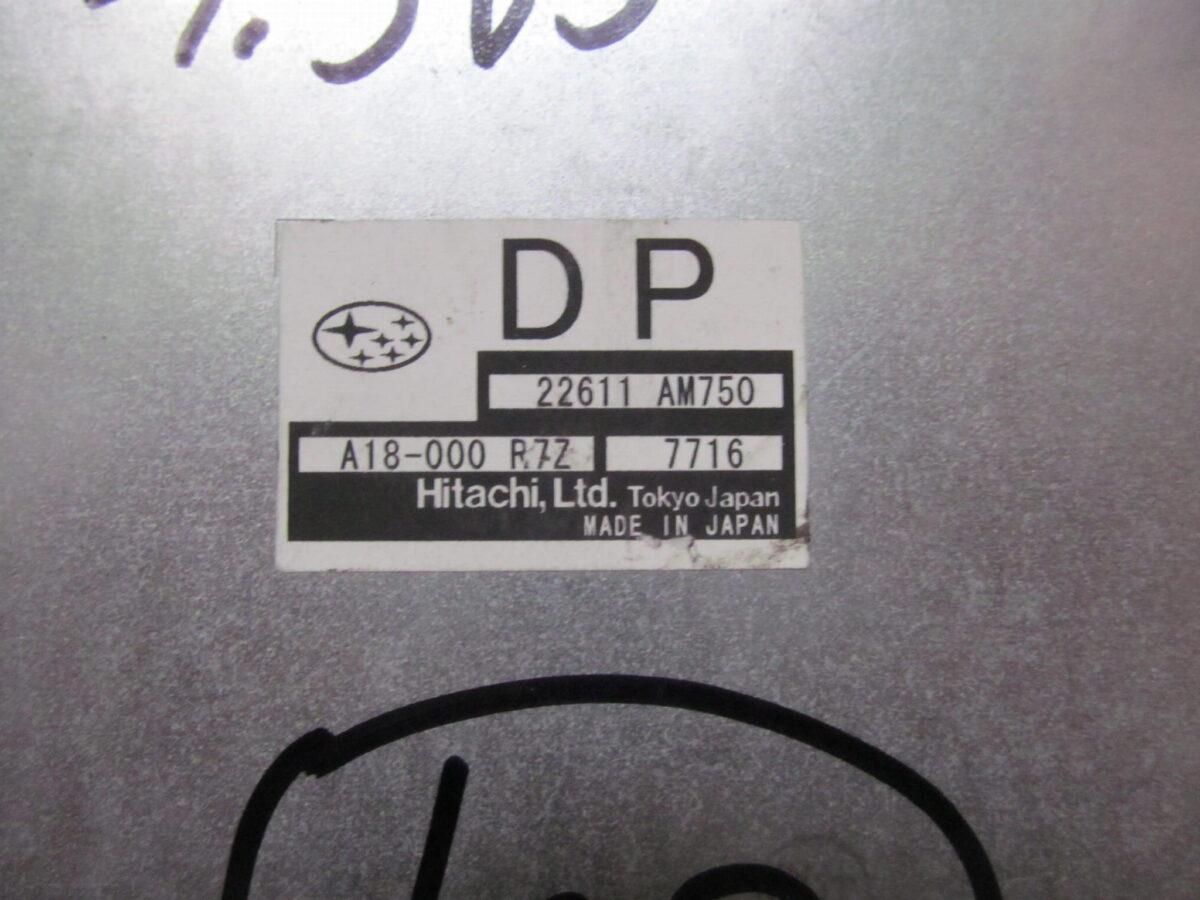 DP
22611 AM750
A18-000 R7Z 7716
Hitachi, Ltd. Tokyo Japan
MADE IN JAPAN